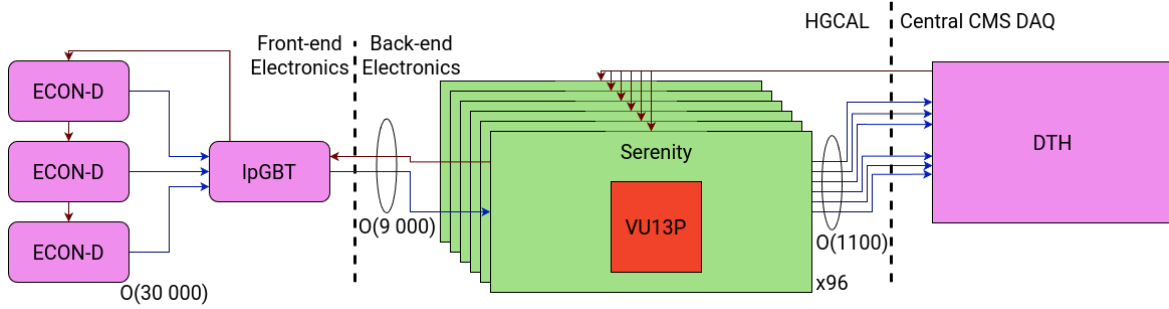 HGCAL
Central CMS DAQ
Front-end
Electronics
Back-end
Electronics
ECON-D
ECON-D
ECON-D
O(30 000)
lpGBT
O(9 000)
Serenity
VU13P
x96
O(1100)
DTH